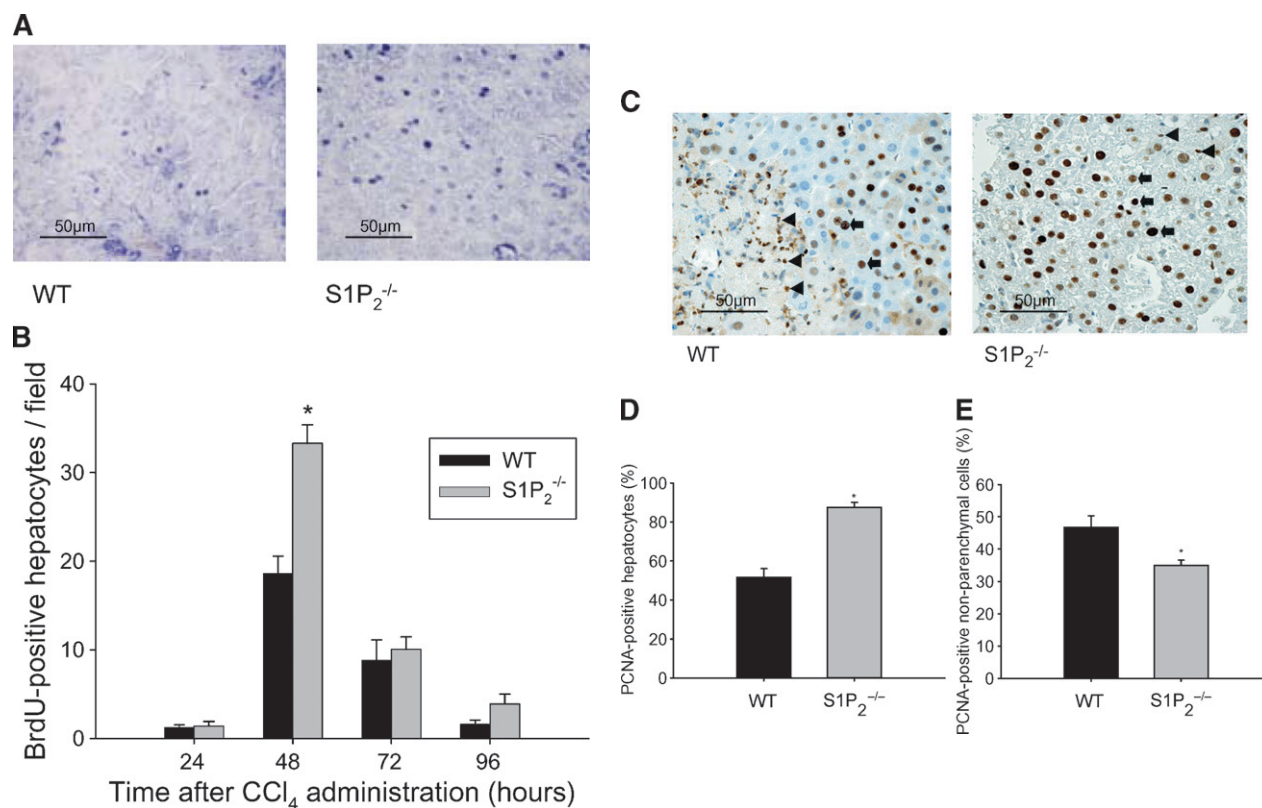 A
50μm
50μm
WT
S1P2-/-
B
BrdU-positive hepatocytes / field
40
30
20
10
0
*
WT
S1P2-/-
24
48
72
96
Time after CCl4 administration (hours)
C
50μm
50μm
WT
S1P2-/-
D
PCNA-positive hepatocytes (%)
100
80
60
40
20
0
*
WT
S1P2-/-
E
PCNA-positive non-parenchymal cells (%)
60
50
40
30
20
10
0
*
WT
S1P2-/-